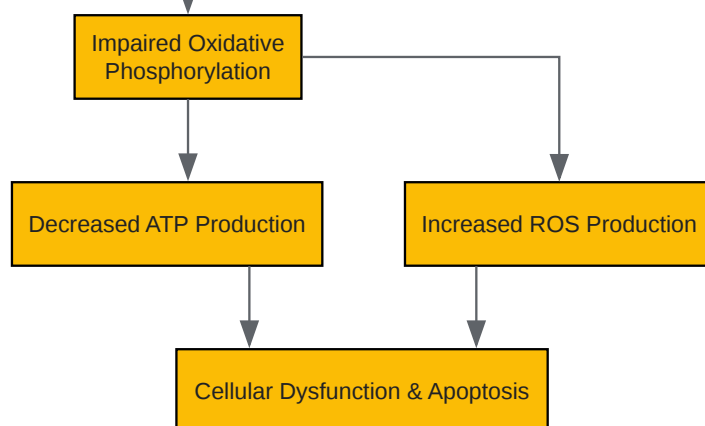 Impaired Oxidative
Phosphorylation
Decreased ATP Production
Increased ROS Production
Cellular Dysfunction & Apoptosis